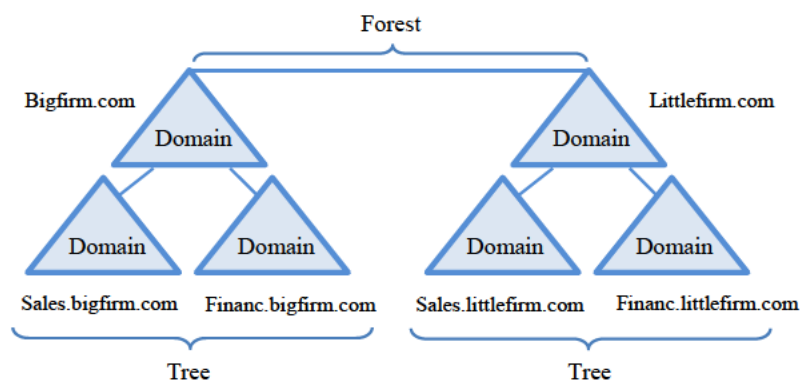 Forest
Bigfirm.com
Littlefirm.com
Domain
Domain
Domain
Domain
Domain
Domain
Sales.bigfirm.com
Financ.bigfirm.com
Sales.littlefirm.com
Financ.littlefirm.com
Tree
Tree